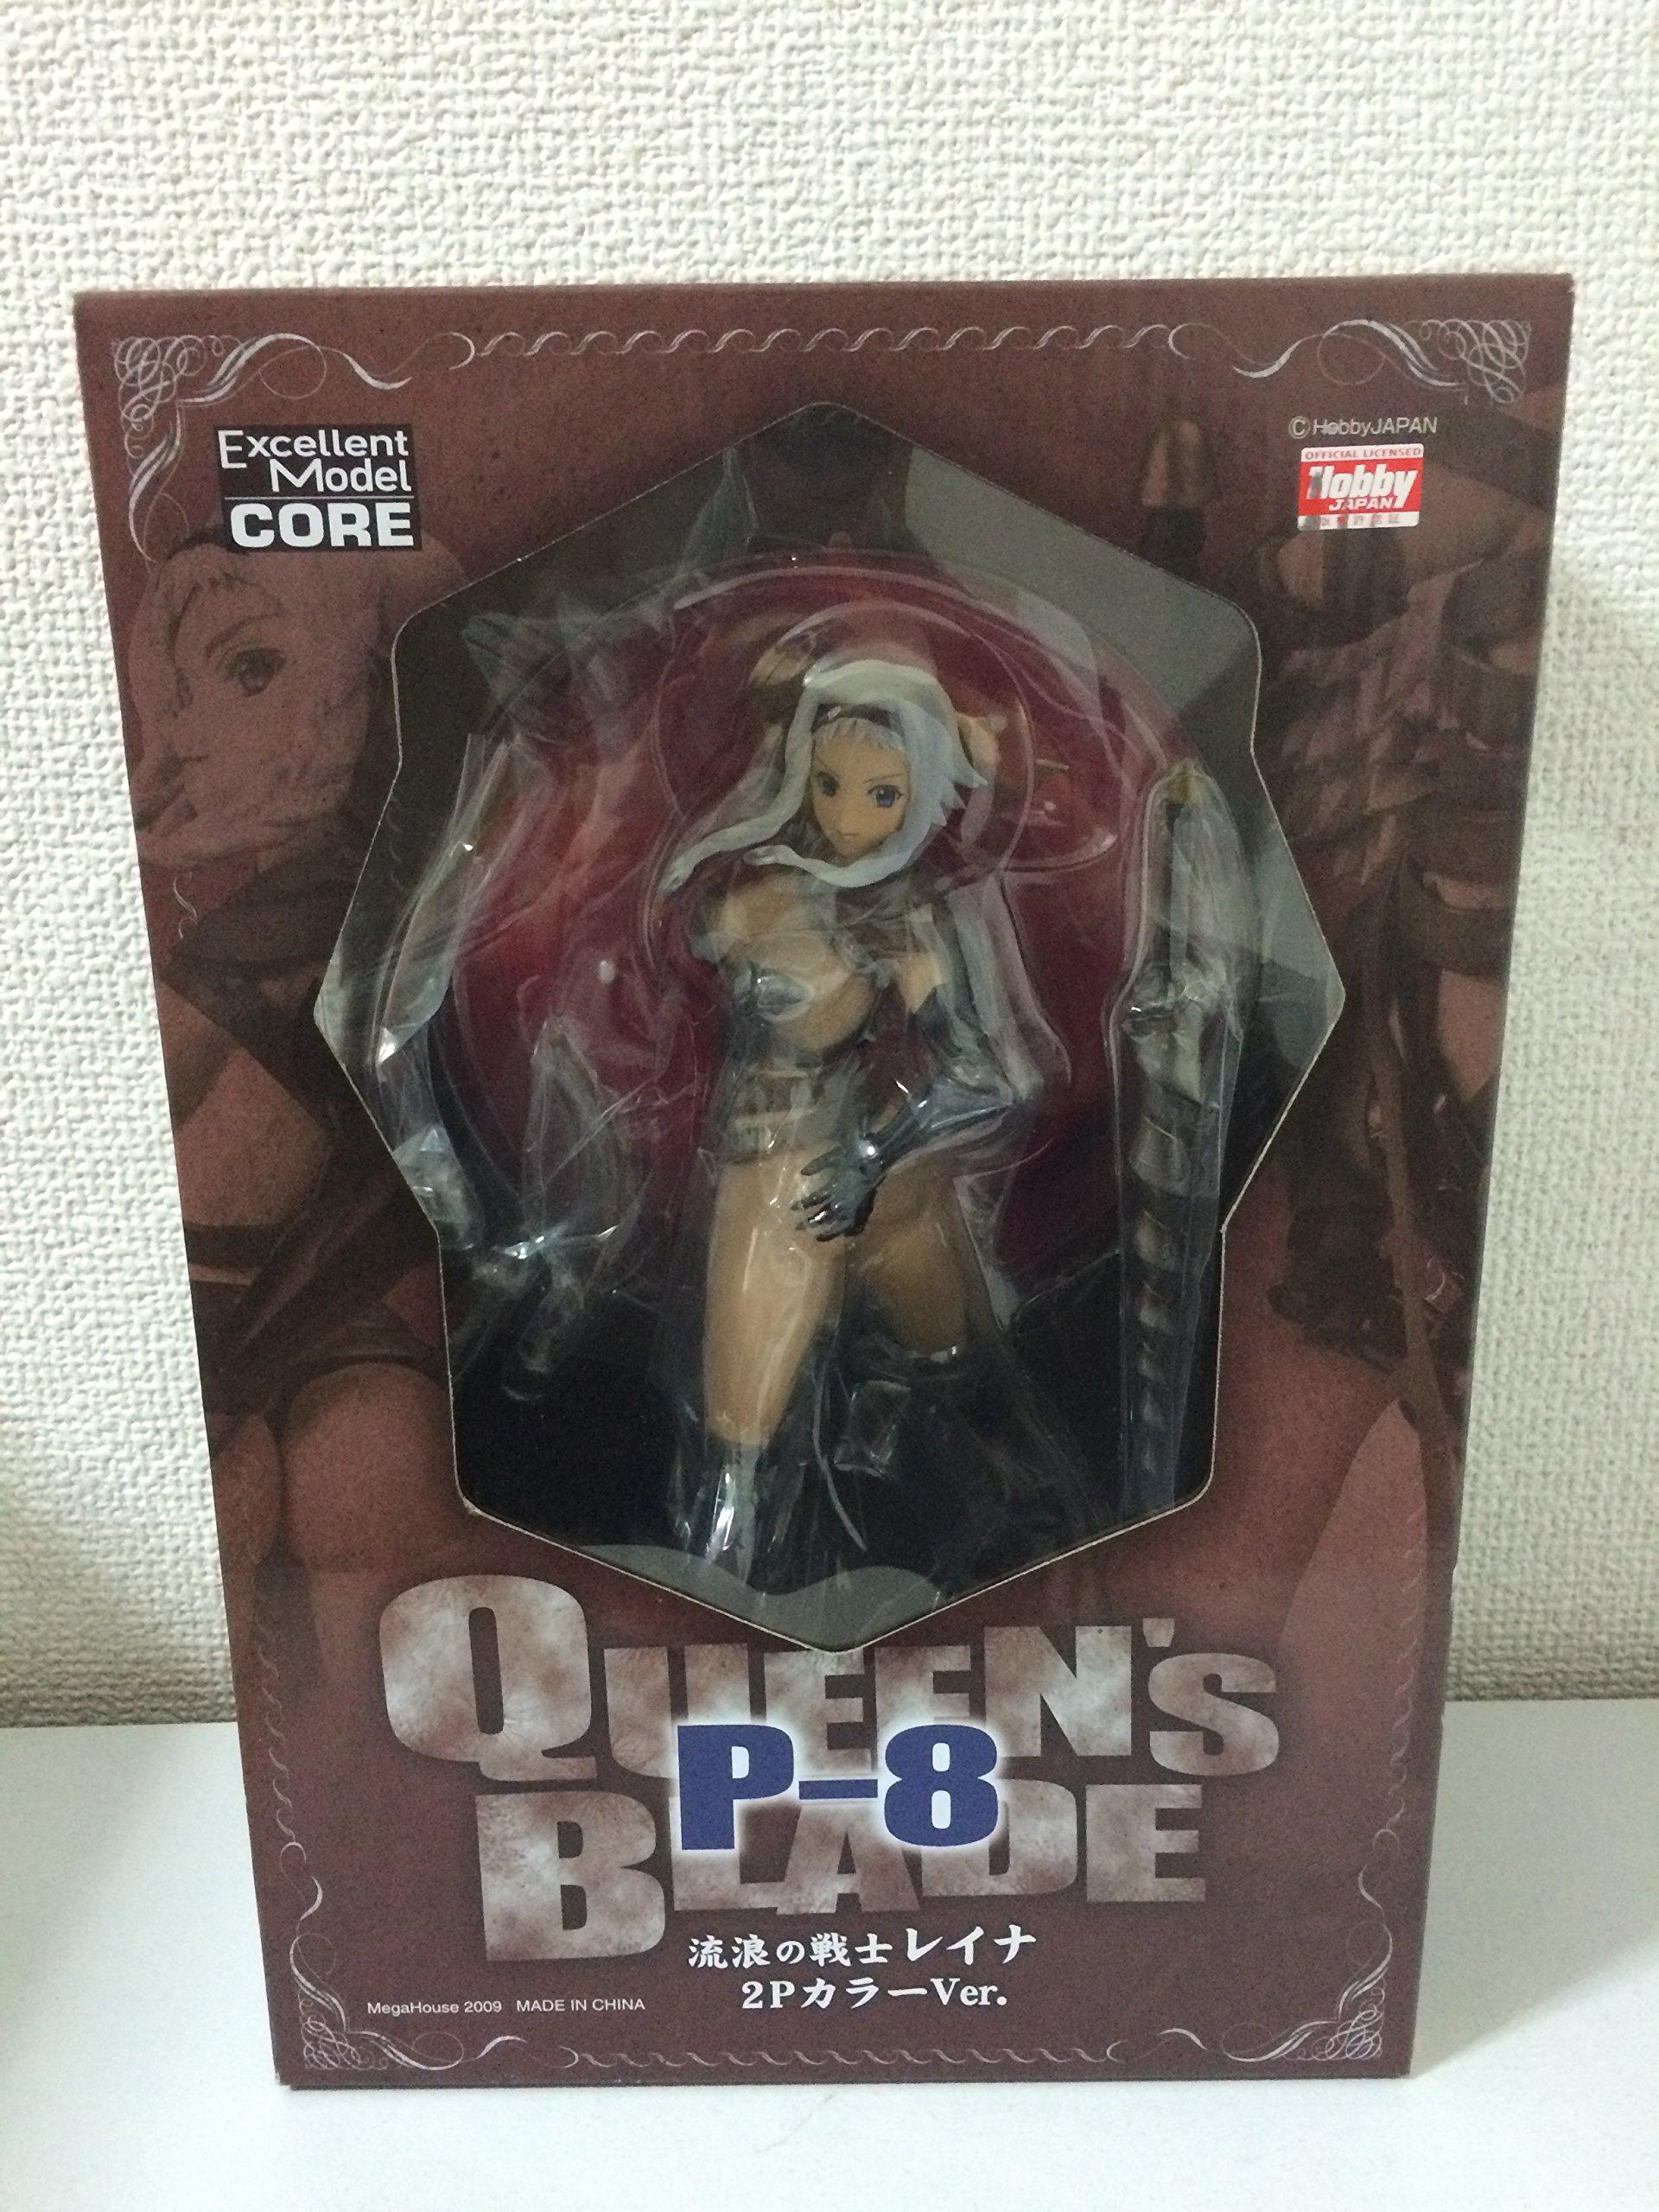 Excellent
Model
CORE
©HobbyJAPAN
OFFICIAL LICENSED
Hobby
JAPAN
QUEEN'S
P-8
BLADE
流浪の戦士レイナ
2PカラーVer.
MegaHouse 2009 MADE IN CHINA